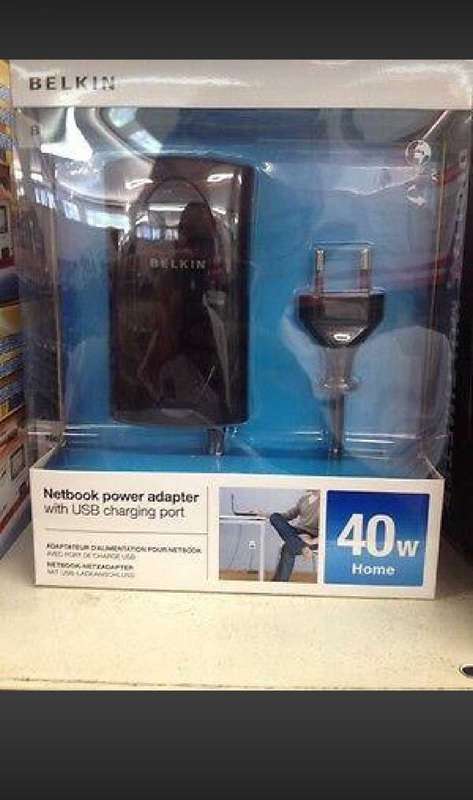 BELKIN
BELKIN
Netbook power adapter
with USB charging port
ADAPTATEUR D'ALIMENTATION POUR NETBOOK
AVEC PORT DE CHARGE USB
NETBOOK-NETZADAPTER
MIT USB-LADEANSCHLUSS
40w
Home